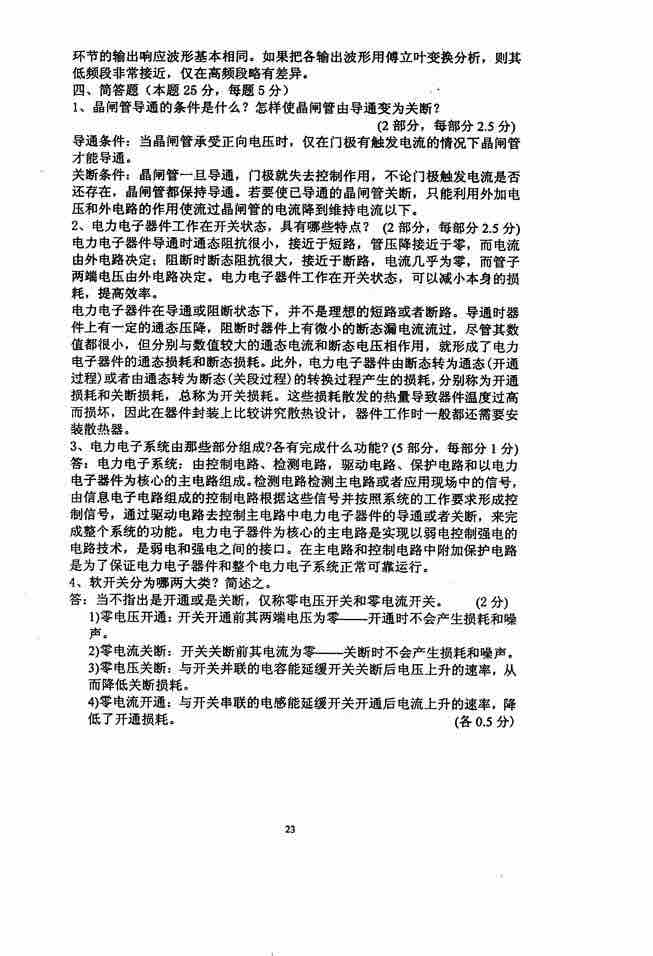 环节的输出响应波形基本相同。如果把各输出波形用傅立叶变换分析，则其
低频段非常接近，仅在高频段略有差异。
四、简答题（本题 25 分，每题 5 分）
1、晶闸管导通的条件是什么？怎样使晶闸管由导通变为关断？
(2 部分，每部分 2.5 分)
导通条件：当晶闸管承受正向电压时，仅在门极有触发电流的情况下晶闸管
才能导通。
关断条件：晶闸管一旦导通，门极就失去控制作用，不论门极触发电流是否
还存在，晶闸管都保持导通。若要使已导通的晶闸管关断，只能利用外加电
压和外电路的作用使流过晶闸管的电流降到维持电流以下。
2、电力电子器件工作在开关状态，具有哪些特点？ (2 部分，每部分 2.5 分)
电力电子器件导通时通态阻抗很小，接近于短路，管压降接近于零，而电流
由外电路决定；阻断时断态阻抗很大，接近于断路，电流几乎为零，而管子
两端电压由外电路决定。电力电子器件工作在开关状态，可以减小本身的损
耗，提高效率。
电力电子器件在导通或阻断状态下，并不是理想的短路或者断路。导通时器
件上有一定的通态压降，阻断时器件上有微小的断态漏电流流过，尽管其数
值都很小，但分别与数值较大的通态电流和断态电压相作用，就形成了电力
电子器件的通态损耗和断态损耗。此外，电力电子器件由断态转为通态(开通
过程)或者由通态转为断态(关段过程)的转换过程产生的损耗，分别称为开通
损耗和关断损耗，总称为开关损耗。这些损耗散发的热量导致器件温度过高
而损坏，因此在器件封装上比较讲究散热设计，器件工作时一般都还需要安
装散热器。
3、电力电子系统由那些部分组成?各有完成什么功能? (5 部分，每部分 1 分)
答：电力电子系统：由控制电路、检测电路，驱动电路、保护电路和以电力
电子器件为核心的主电路组成。检测电路检测主电路或者应用现场中的信号，
由信息电子电路组成的控制电路根据这些信号并按照系统的工作要求形成控
制信号，通过驱动电路去控制主电路中电力电子器件的导通或者关断，来完
成整个系统的功能。电力电子器件为核心的主电路是实现以弱电控制强电的
电路技术，是弱电和强电之间的接口。在主电路和控制电路中附加保护电路
是为了保证电力电子器件和整个电力电子系统正常可靠运行。
4、软开关分为哪两大类？简述之。
答：当不指出是开通或是关断，仅称零电压开关和零电流开关。 (2 分)
1)零电压开通：开关开通前其两端电压为零——开通时不会产生损耗和噪
声。
2)零电流关断：开关关断前其电流为零——关断时不会产生损耗和噪声。
3)零电压关断：与开关并联的电容能延缓开关关断后电压上升的速率，从
而降低关断损耗。
4)零电流开通：与开关串联的电感能延缓开关开通后电流上升的速率，降
低了开通损耗。 (各 0.5 分)
23